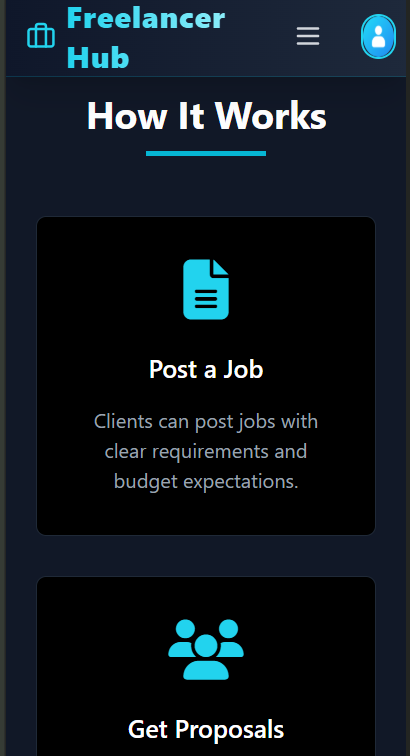 Freelancer
Hub
How It Works
Post a Job
Clients can post jobs with
clear requirements and
budget expectations.
Get Proposals